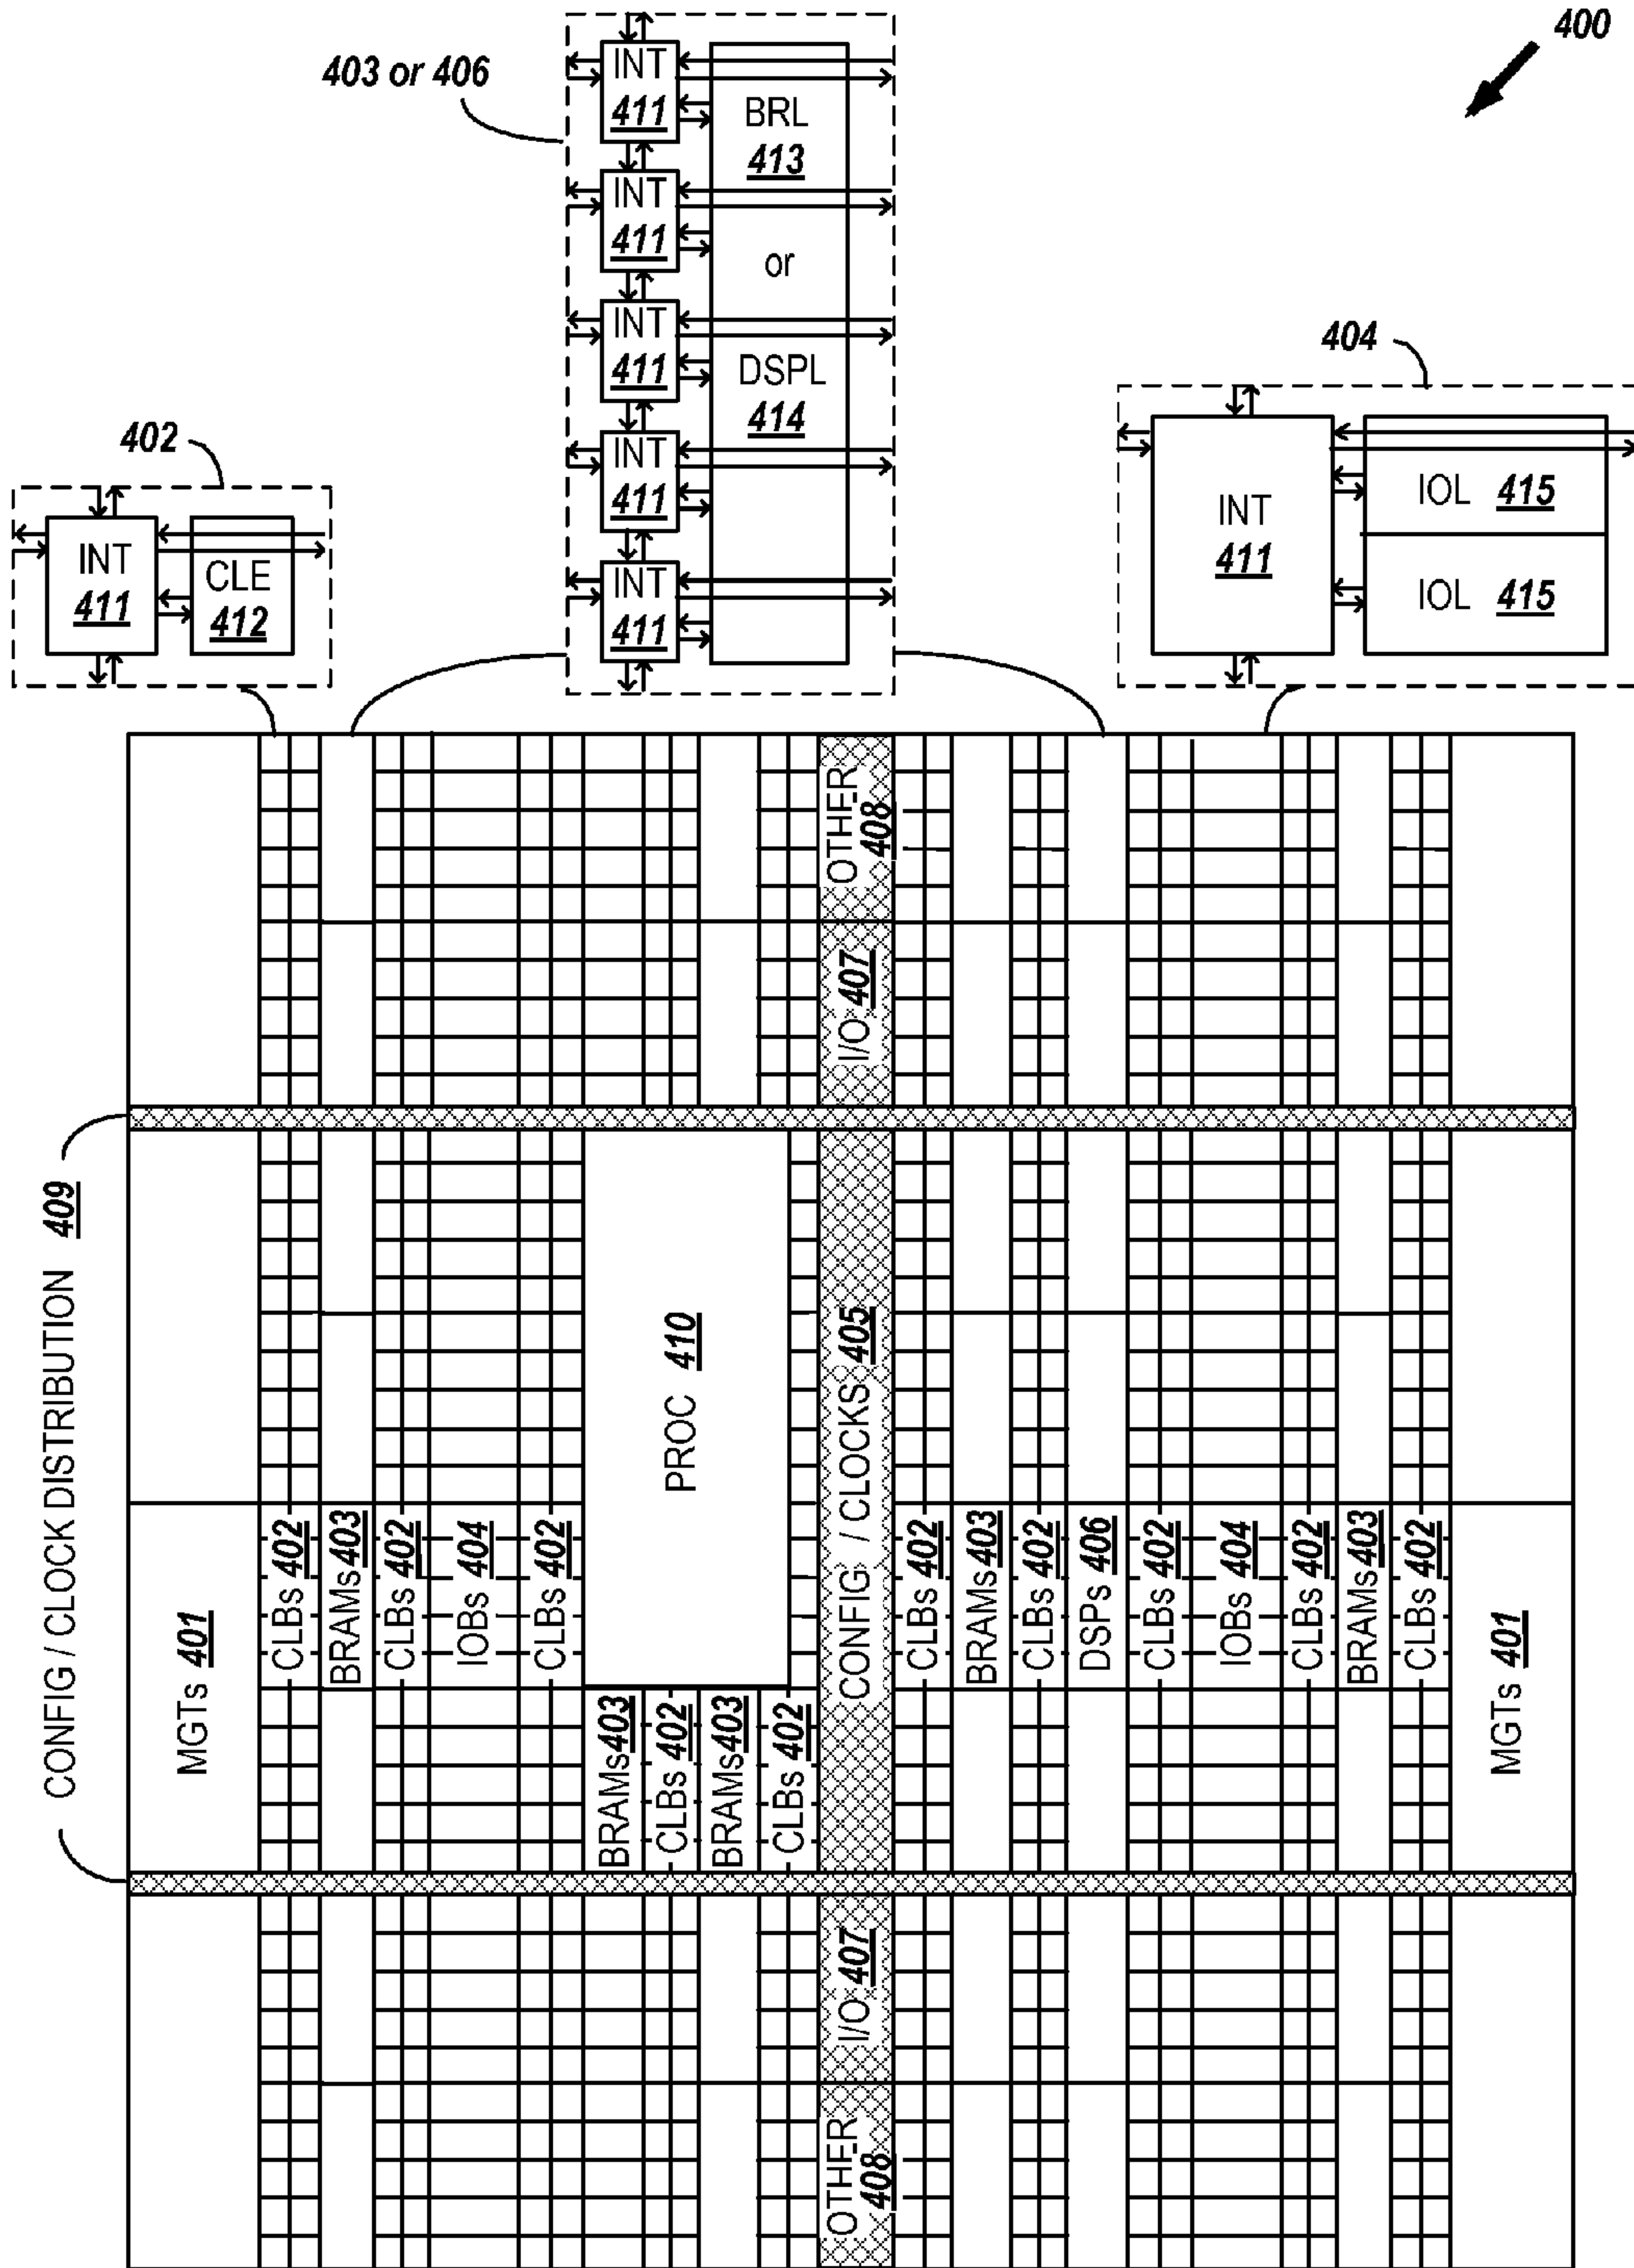 400
403 or 406
INT
411
INT
411
INT
411
INT
411
INT
411
BRL
413
or
DSPL
414
404
INT
411
IOL 415
IOL 415
402
INT
411
CLE
412
CONFIG / CLOCK DISTRIBUTION 409
MGTs 401
CLBs 402
BRAMs 403
CLBs 402
IOBs 404
CLBs 402
PROC 410
BRAMs 403
CLBs 402
BRAMs 403
CLBs 402
OTHER
408
I/O 407
CONFIG / CLOCKS 405
I/O 407
OTHER
408
CLBs 402
BRAMs 403
CLBs 402
DSPs 406
CLBs 402
IOBs 404
CLBs 402
BRAMs 403
CLBs 402
MGTs 401